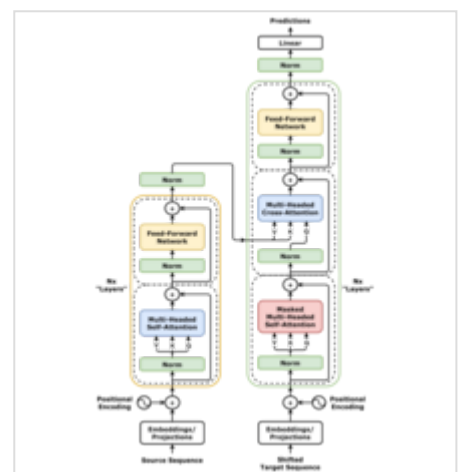 Predictions
Linear
Norm
Feed-Forward
Network
Norm
Multi-Headed
Cross-Attention
V K Q
Norm
Masked
Multi-Headed
Self-Attention
V K Q
Norm
Nx
"Layers"
Positional
Encoding
Embeddings/
Projections
Shifted
Target Sequence
Norm
Feed-Forward
Network
Norm
Nx
"Layers"
Multi-Headed
Self-Attention
V K Q
Norm
Positional
Encoding
Embeddings/
Projections
Source Sequence